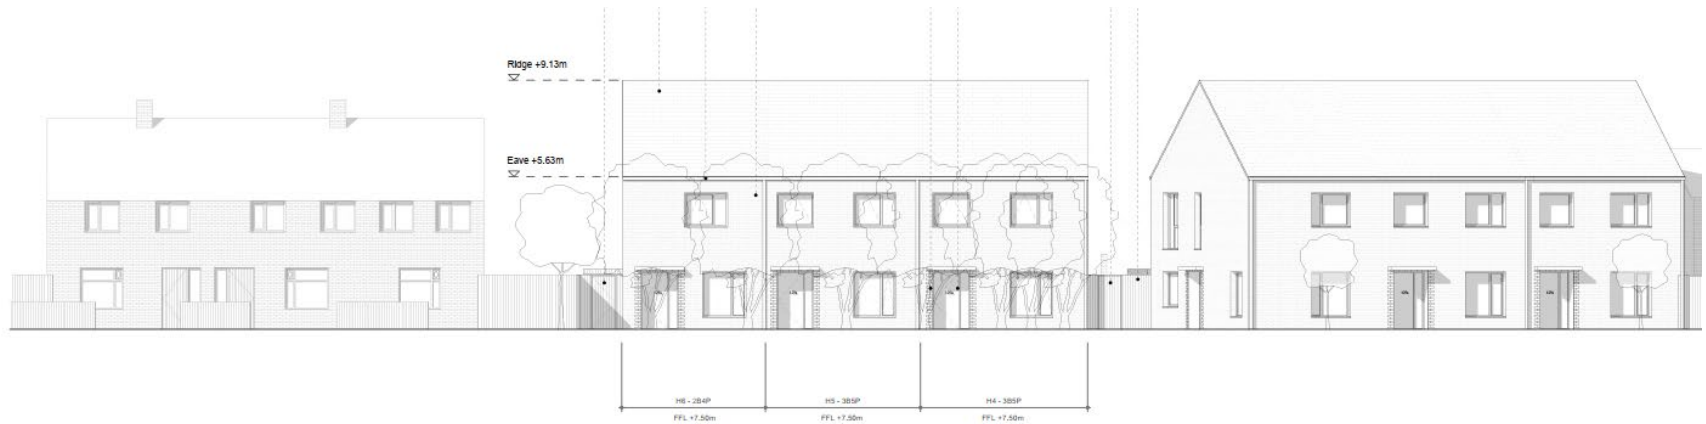 Ridge +9.13m
Eave +5.63m
H6 - 2B4P
H5 - 3B5P
H4 - 3B5P
FFL +7.50m
FFL +7.50m
FFL +7.50m